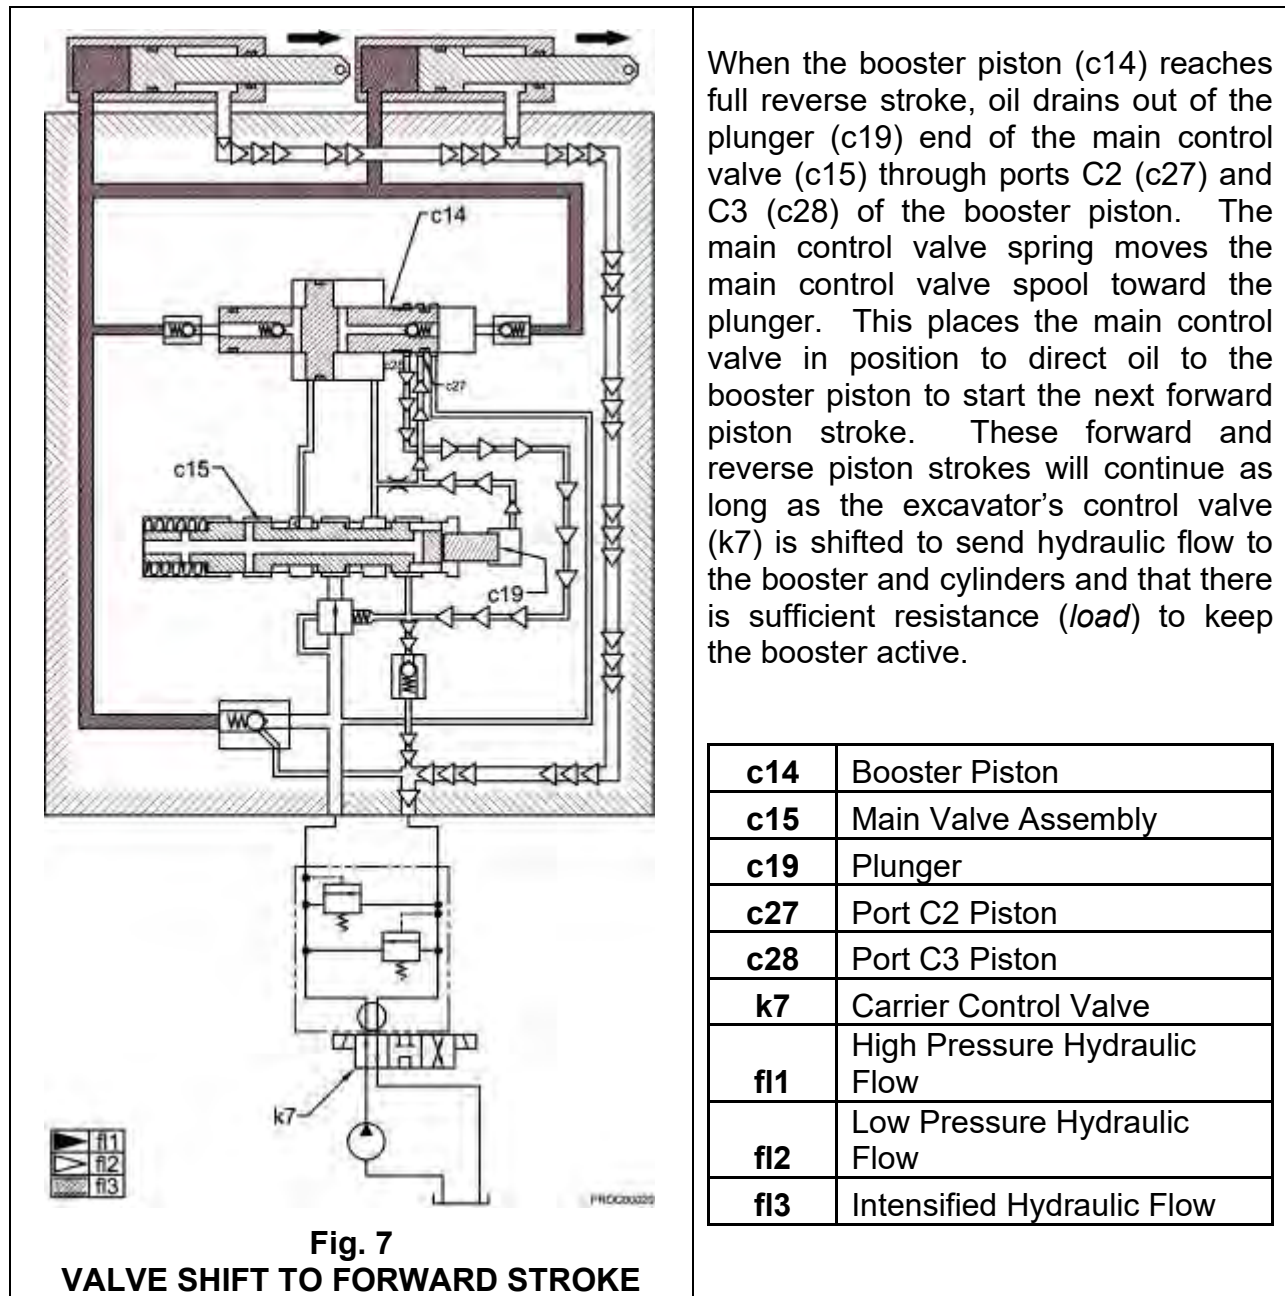 c14
c28
c27
c15
c19
k7
fl1
fl2
fl3
PROC00020
Fig. 7
VALVE SHIFT TO FORWARD STROKE
When the booster piston (c14) reaches
full reverse stroke, oil drains out of the
plunger (c19) end of the main control
valve (c15) through ports C2 (c27) and
C3 (c28) of the booster piston. The
main control valve spring moves the
main control valve spool toward the
plunger. This places the main control
valve in position to direct oil to the
booster piston to start the next forward
piston stroke. These forward and
reverse piston strokes will continue as
long as the excavator’s control valve
(k7) is shifted to send hydraulic flow to
the booster and cylinders and that there
is sufficient resistance (load) to keep
the booster active.
c14 Booster Piston
c15 Main Valve Assembly
c19 Plunger
c27 Port C2 Piston
c28 Port C3 Piston
k7 Carrier Control Valve
High Pressure Hydraulic
fl1 Flow
Low Pressure Hydraulic
fl2 Flow
fl3 Intensified Hydraulic Flow